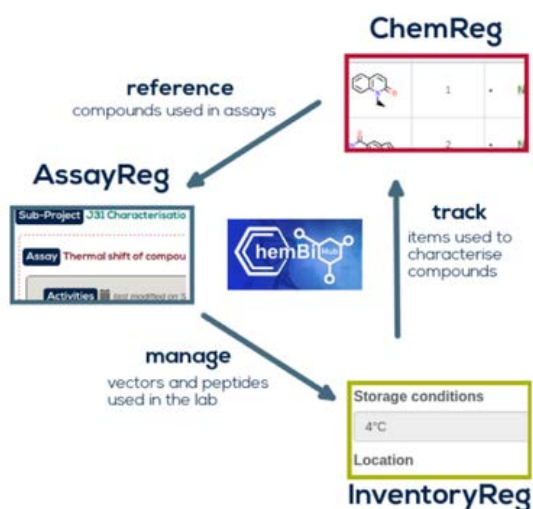 ChemReg
reference
compounds used in assays
1
2
AssayReg
Sub-Project J31 Characterisatio
Assay Thermal shift of compou
Activities last modified on S
hemBi Hub
track
items used to
characterise
compounds
manage
vectors and peptides
used in the lab
Storage conditions
4°C
Location
InventoryReg